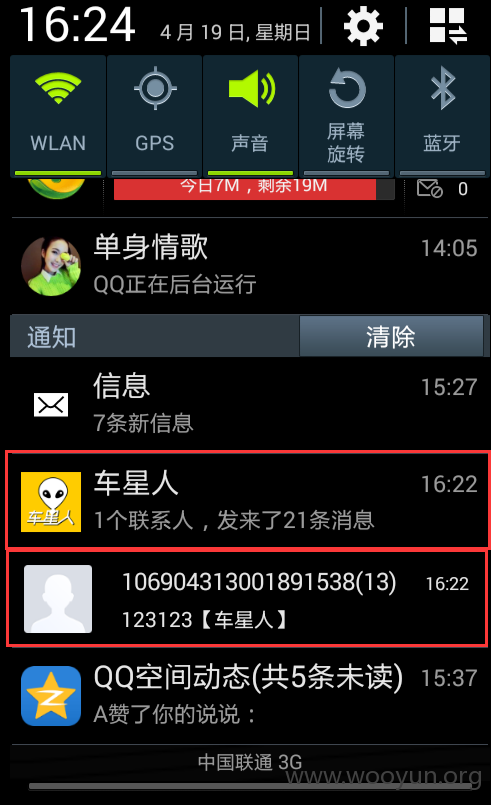 16:24
4 月 19 日, 星期日
WLAN
GPS
声音
屏幕
旋转
蓝牙
今日7M，剩余19M
0
单身情歌
14:05
QQ正在后台运行
通知
清除
信息
15:27
7条新信息
车星人
16:22
车星人
1个联系人，发来了21条消息
106904313001891538(13)
16:22
123123【车星人】
QQ空间动态(共5条未读)
15:37
A赞了你的说说：
中国联通 3G
www.wooyun.org